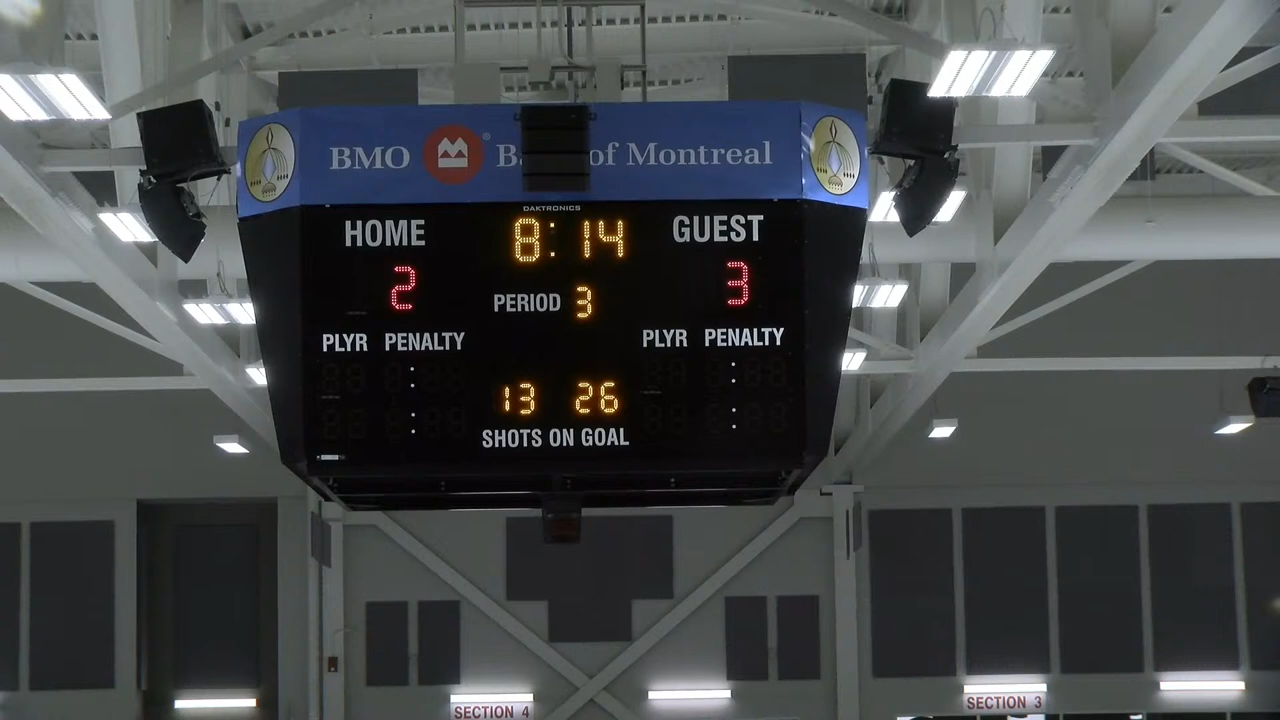 BMO ® B of Montreal
DAKTRONICS
HOME 8:14 GUEST
2 3
PERIOD 3
PLYR PENALTY PLYR PENALTY
: :
13 26
: :
SHOTS ON GOAL
SECTION 4
SECTION 3